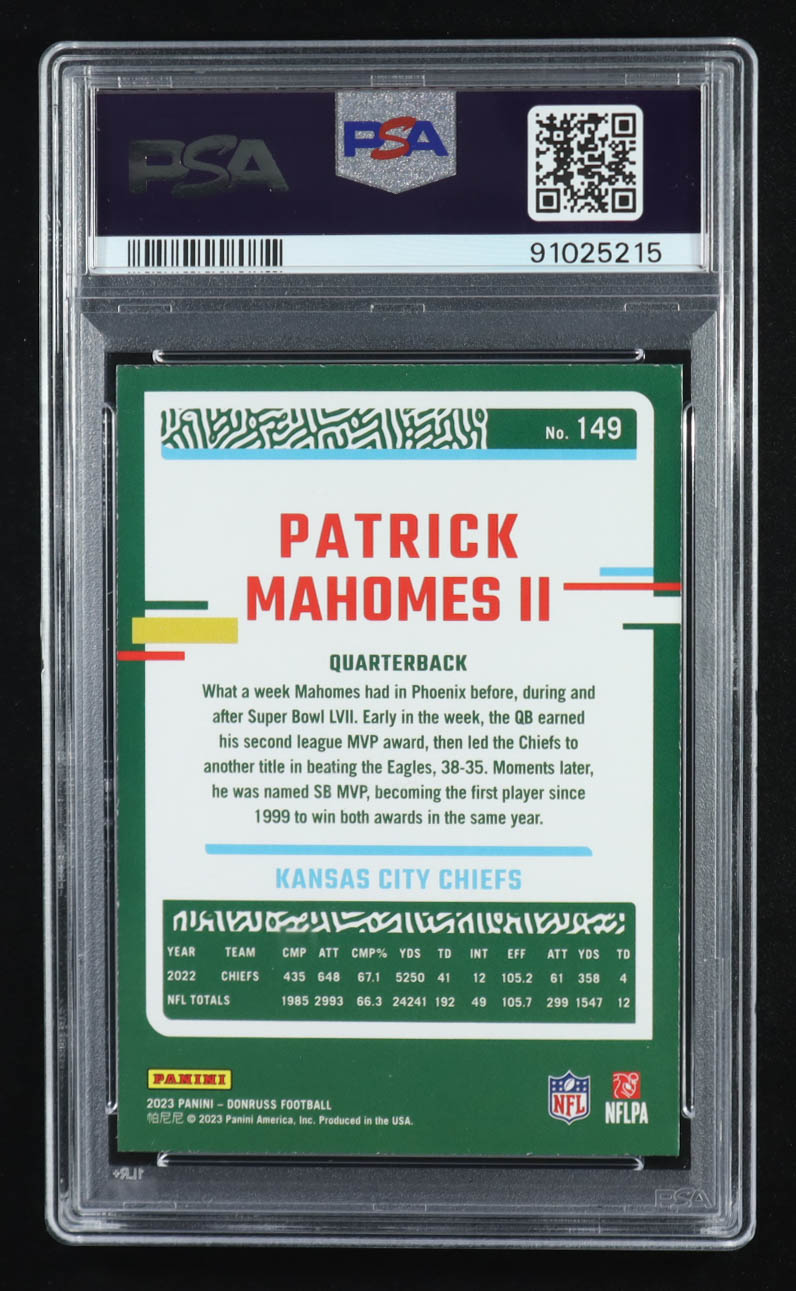 PSA
PSA
91025215
No. 149
PATRICK
MAHOMES II
QUARTERBACK
What a week Mahomes had in Phoenix before, during and
after Super Bowl LVII. Early in the week, the QB earned
his second league MVP award, then led the Chiefs to
another title in beating the Eagles, 38-35. Moments later,
he was named SB MVP, becoming the first player since
1999 to win both awards in the same year.
KANSAS CITY CHIEFS
YEAR TEAM CMP ATT CMP% YDS TD INT EFF ATT YDS TD
2022 CHIEFS 435 648 67.1 5250 41 12 105.2 61 358 4
NFL TOTALS 1985 2993 66.3 24241 192 49 105.7 299 1547 12
PANINI
2023 PANINI – DONRUSS FOOTBALL
帕尼尼 © 2023 Panini America, Inc. Produced in the USA.
NFL
NFLPA
PSA